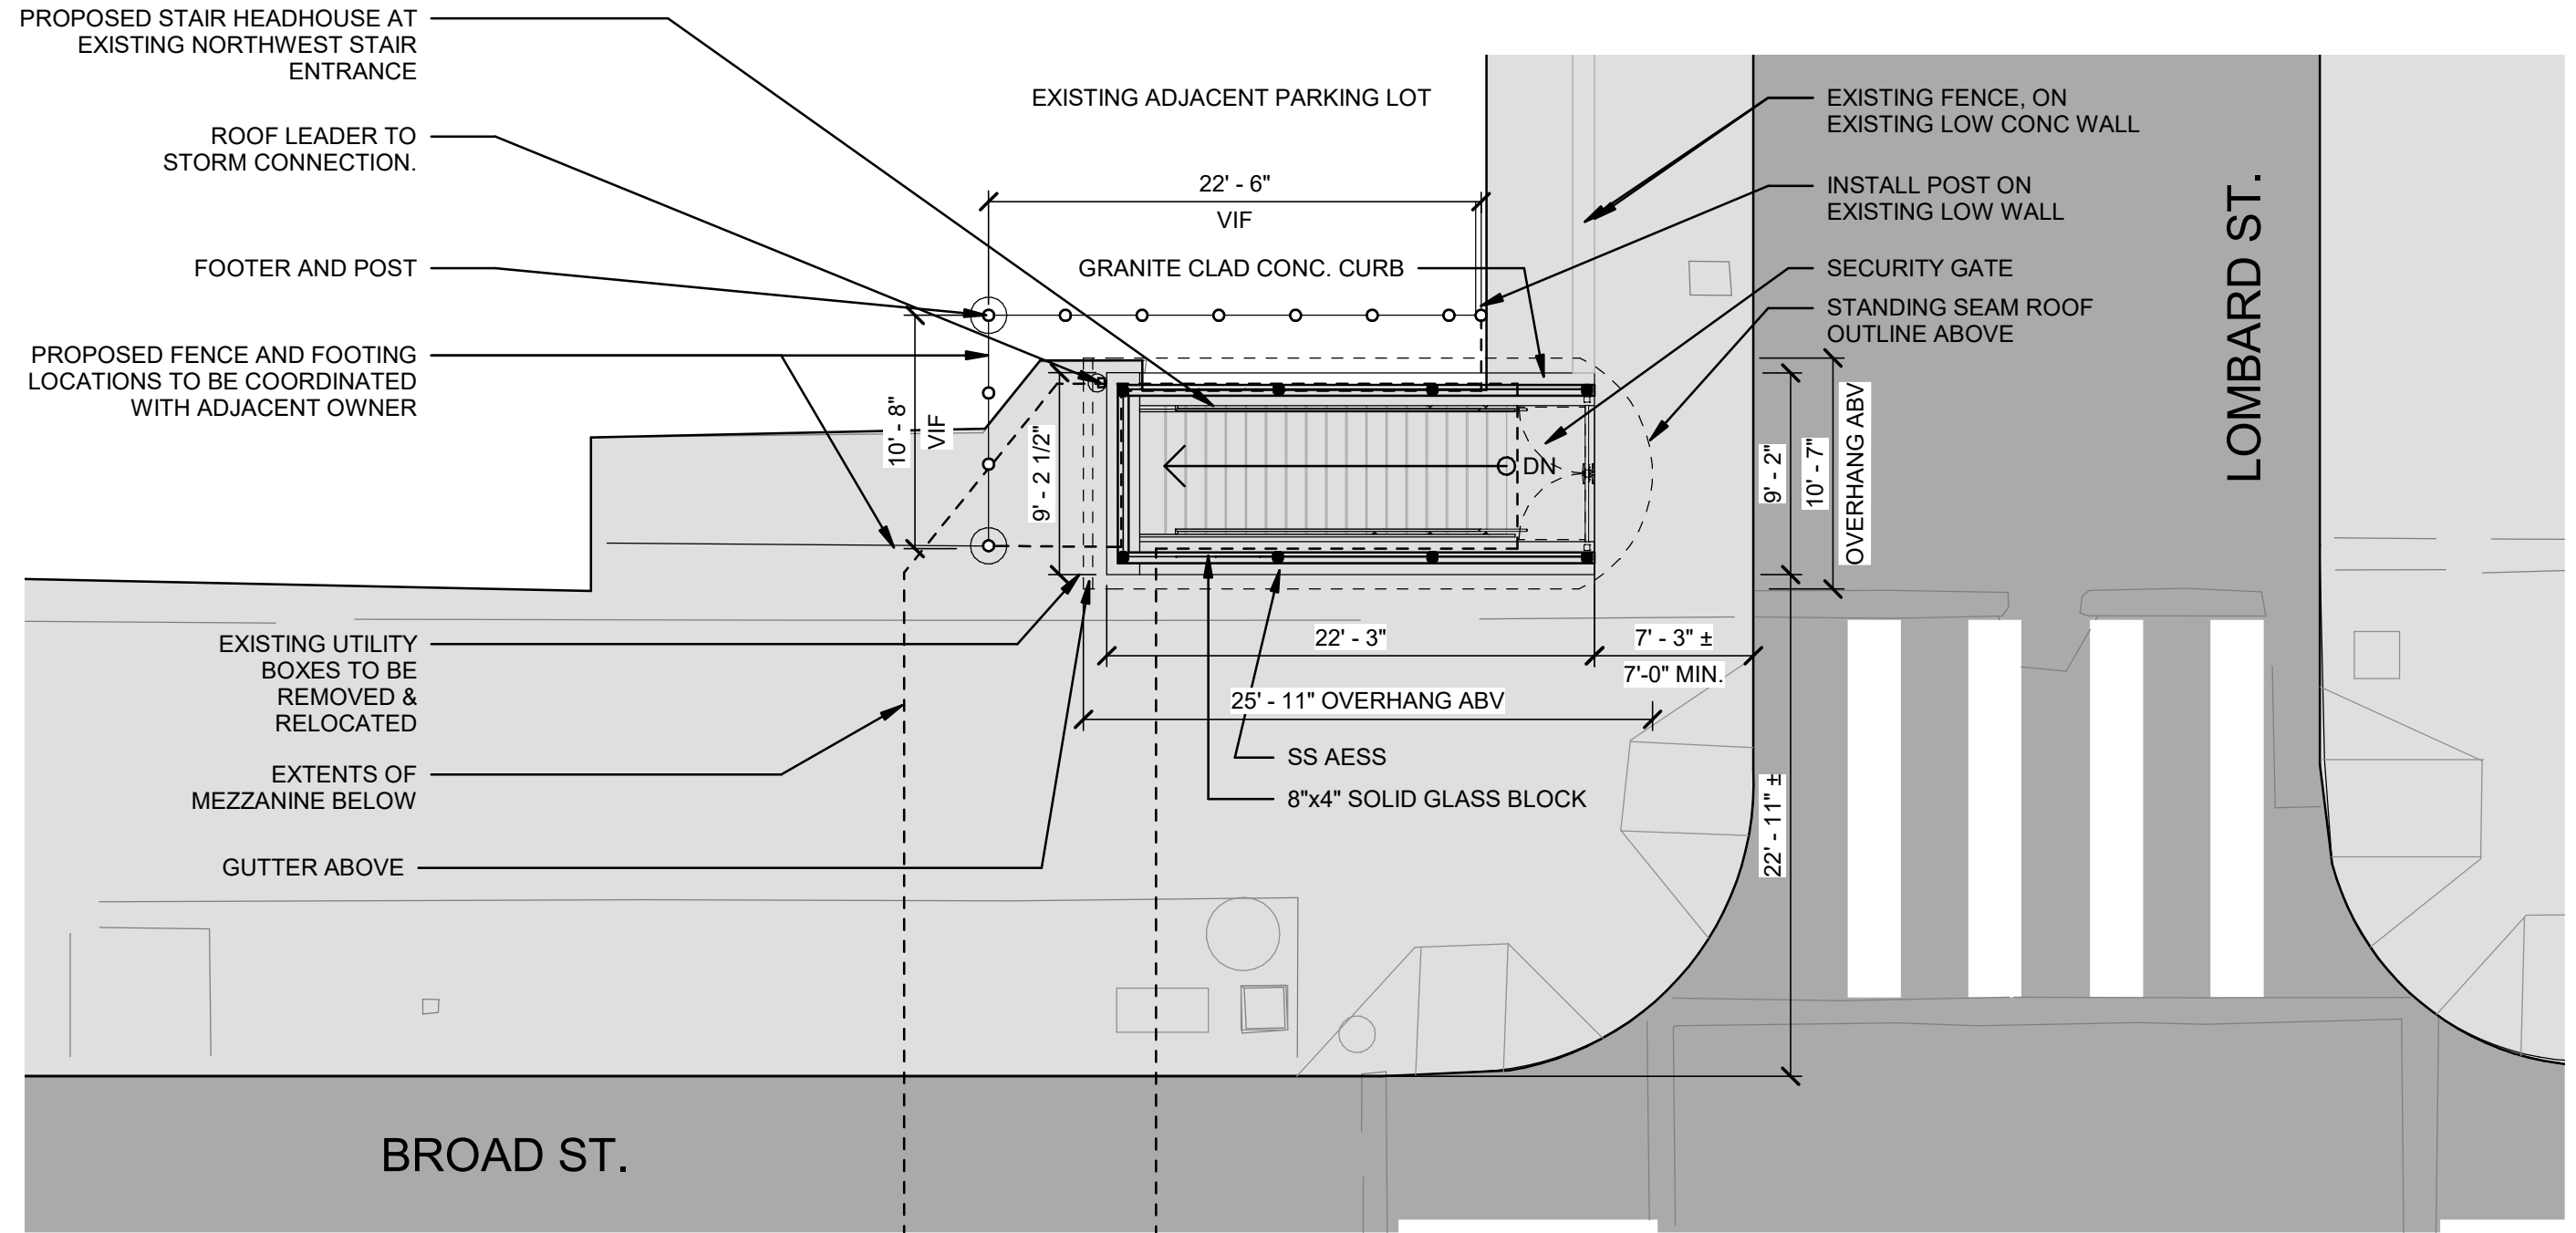 PROPOSED STAIR HEADHOUSE AT
EXISTING NORTHWEST STAIR
ENTRANCE
ROOF LEADER TO
STORM CONNECTION.
FOOTER AND POST
PROPOSED FENCE AND FOOTING
LOCATIONS TO BE COORDINATED
WITH ADJACENT OWNER
EXISTING UTILITY
BOXES TO BE
REMOVED &
RELOCATED
EXTENTS OF
MEZZANINE BELOW
GUTTER ABOVE
EXISTING ADJACENT PARKING LOT
22' - 6"
VIF
GRANITE CLAD CONC. CURB
10' - 8"
VIF
9' - 2 1/2"
DN
22' - 3"
7' - 3" ±
7'-0" MIN.
25' - 11" OVERHANG ABV
SS AESS
8"x4" SOLID GLASS BLOCK
EXISTING FENCE, ON
EXISTING LOW CONC WALL
INSTALL POST ON
EXISTING LOW WALL
SECURITY GATE
STANDING SEAM ROOF
OUTLINE ABOVE
9' - 2"
10' - 7"
OVERHANG ABV
22' - 11" ±
LOMBARD ST.
BROAD ST.